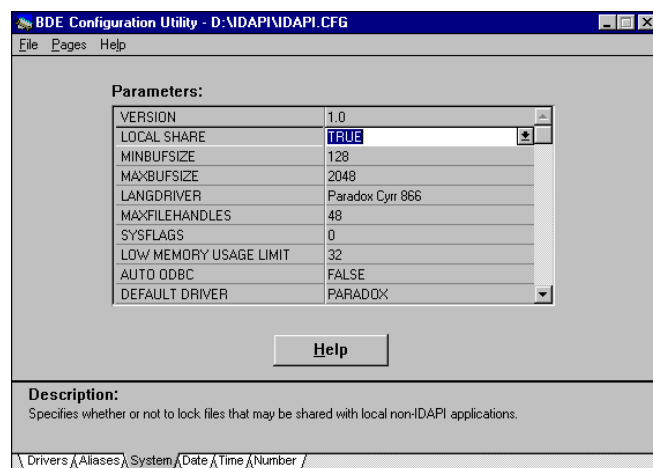 BDE Configuration Utility - D:\IDAPI\IDAPI.CFG
File Pages Help
Parameters:
VERSION 1.0
LOCAL SHARE TRUE
MINBUFSIZE 128
MAXBUFSIZE 2048
LANGDRIVER Paradox Cyrr 866
MAXFILEHANDLES 48
SYSFLAGS 0
LOW MEMORY USAGE LIMIT 32
AUTO ODBC FALSE
DEFAULT DRIVER PARADOX
Help
Description:
Specifies whether or not to lock files that may be shared with local non-IDAPI applications.
Drivers Aliases System Date Time Number